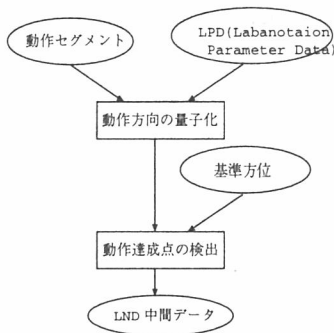 動作セグメント
LPD(Labanotaion
Parameter Data)
動作方向の量子化
基準方位
動作達成点の検出
LND 中間データ